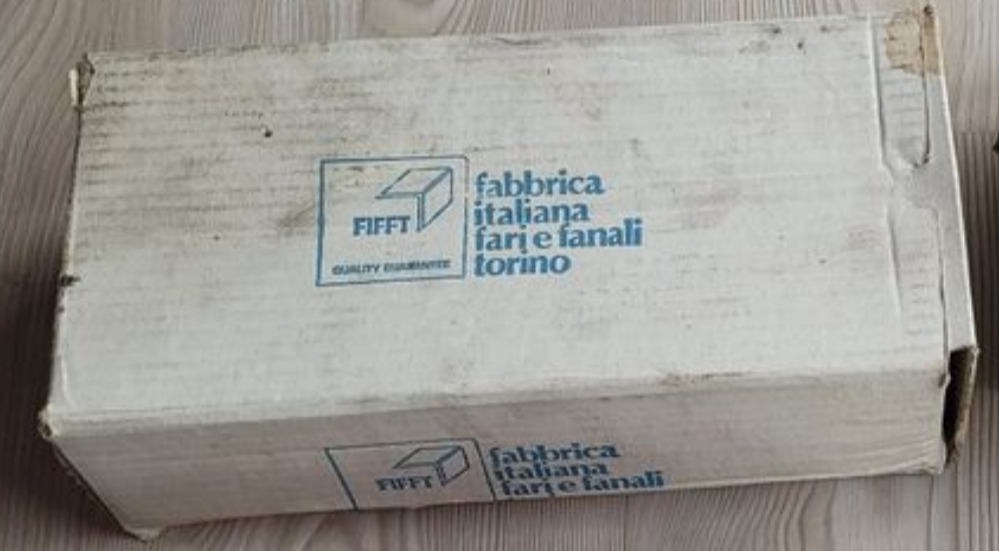 FIFFT
QUALITY GUARANTEE
fabbrica
italiana
fari e fanali
torino
FIFFT
fabbrica
italiana
fari e fanali